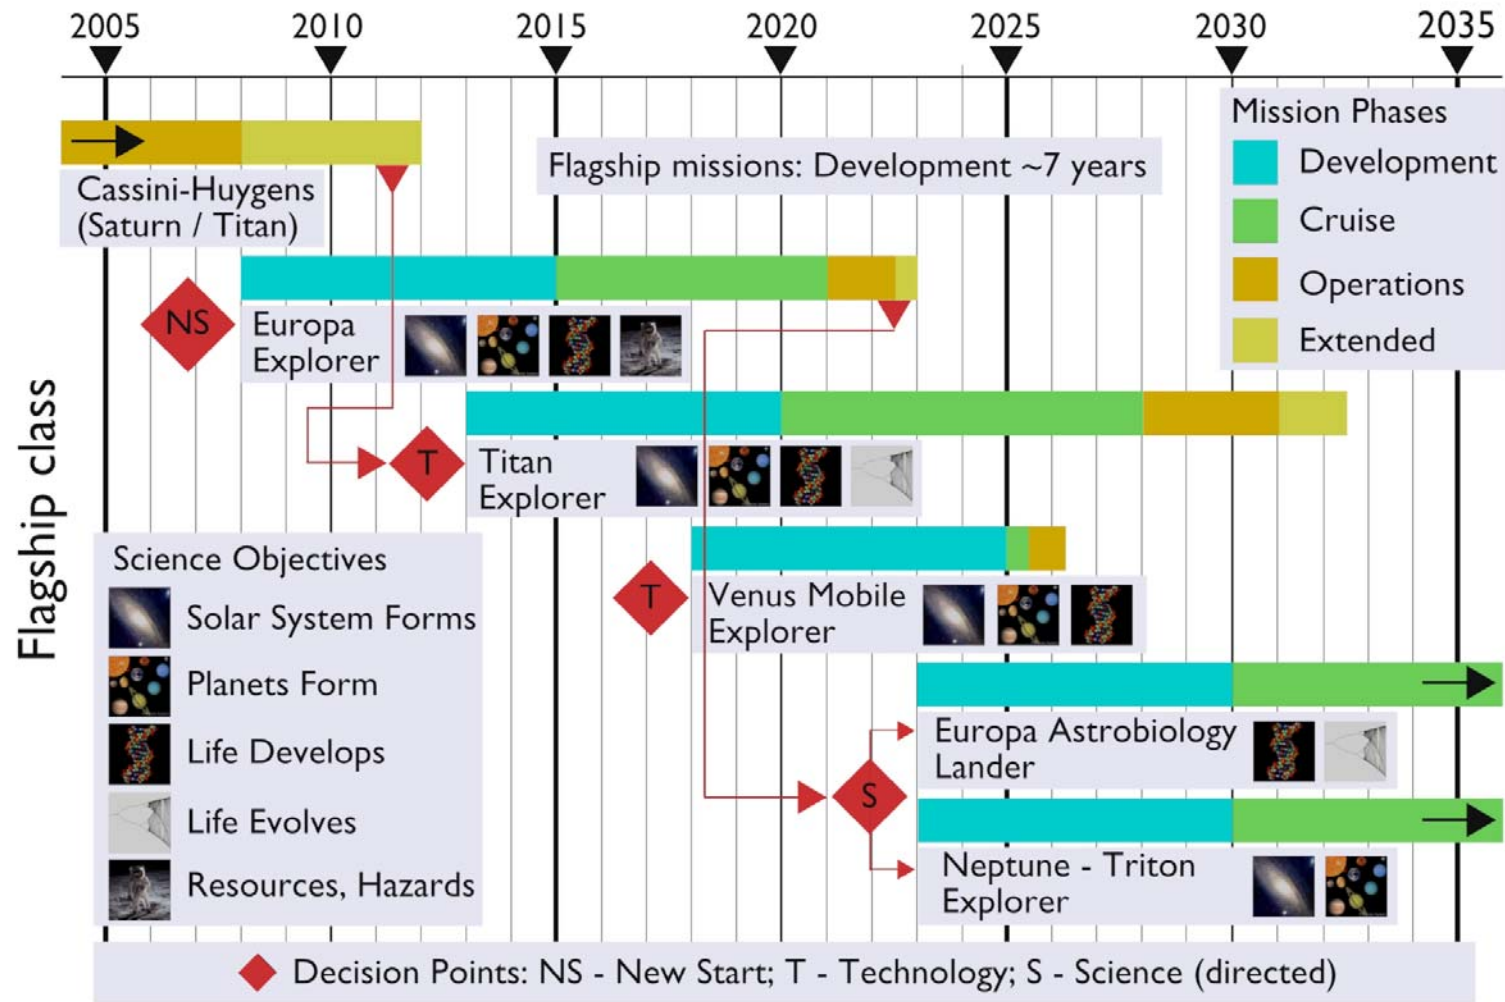 2005 2010 2015 2020 2025 2030 2035
Mission Phases
Development
Cruise
Operations
Extended
Flagship missions: Development ~7 years
Cassini-Huygens
(Saturn / Titan)
NS
Europa
Explorer
Flagship class
T
Titan
Explorer
T
Venus Mobile
Explorer
Science Objectives
Solar System Forms
Planets Form
Life Develops
Life Evolves
Resources, Hazards
S
Europa Astrobiology
Lander
Neptune - Triton
Explorer
Decision Points: NS - New Start; T - Technology; S - Science (directed)